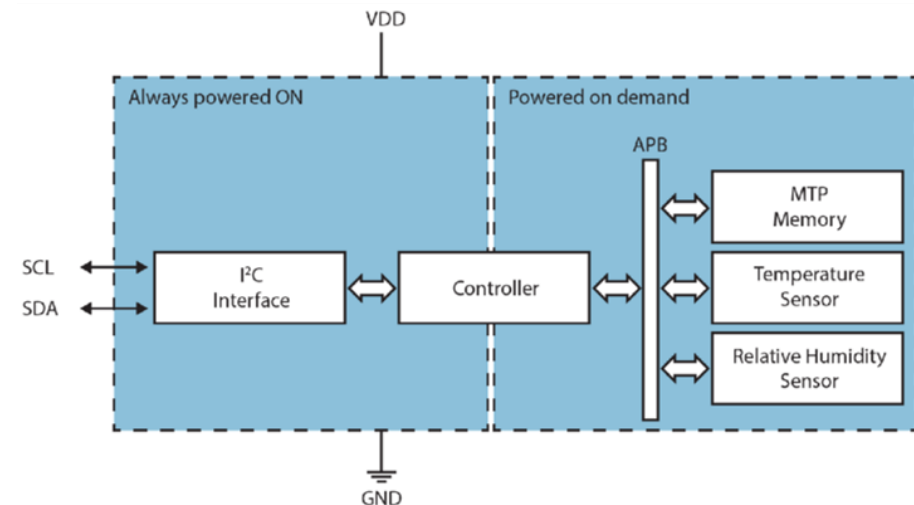 VDD
Always powered ON
Powered on demand
APB
MTP
Memory
SCL
SDA
I²C
Interface
Controller
Temperature
Sensor
Relative Humidity
Sensor
GND